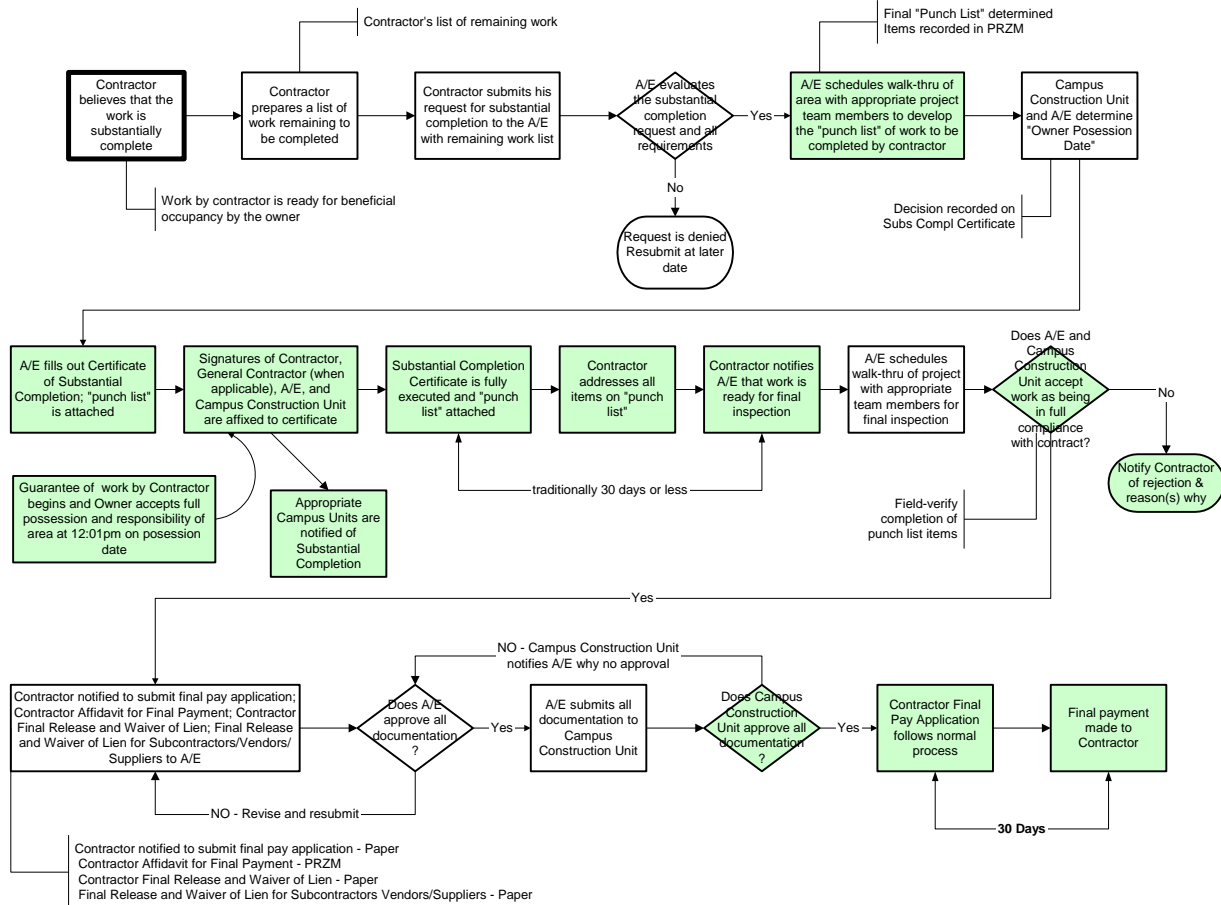 Contractor's list of remaining work
Final "Punch List" determined
Items recorded in PRZM
Contractor
believes that the
work is
substantially
complete
Contractor
prepares a list of
work remaining to
be completed
Contractor submits his
request for substantial
completion to the A/E
with remaining work list
A/E evaluates
the substantial
completion
request and all
requirements
Yes
A/E schedules walk-thru of
area with appropriate project
team members to develop
the "punch list" of work to be
completed by contractor
Campus
Construction Unit
and A/E determine
"Owner Posession
Date"
No
Work by contractor is ready for beneficial
occupancy by the owner
Request is denied
Resubmit at later
date
Decision recorded on
Subs Compl Certificate
A/E fills out Certificate
of Substantial
Completion; "punch list"
is attached
Signatures of Contractor,
General Contractor (when
applicable), A/E, and
Campus Construction Unit
are affixed to certificate
Substantial Completion
Certificate is fully
executed and "punch
list" attached
Contractor
addresses all
items on "punch
list"
Contractor notifies
A/E that work is
ready for final
inspection
A/E schedules
walk-thru of project
with appropriate
team members for
final inspection
Does A/E and
Campus
Construction
Unit accept
work as being
in full
compliance
with contract?
No
Guarantee of work by Contractor
begins and Owner accepts full
possession and responsibility of
area at 12:01pm on posession
date
Appropriate
Campus Units are
notified of
Substantial
Completion
traditionally 30 days or less
Field-verify
completion of
punch list items
Notify Contractor
of rejection &
reason(s) why
Yes
NO - Campus Construction Unit
notifies A/E why no approval
Contractor notified to submit final pay application;
Contractor Affidavit for Final Payment; Contractor
Final Release and Waiver of Lien; Final Release
and Waiver of Lien for Subcontractors/Vendors/
Suppliers to A/E
Does A/E
approve all
documentation
?
Yes
A/E submits all
documentation to
Campus
Construction Unit
Does Campus
Construction
Unit approve all
documentation
?
Yes
Contractor Final
Pay Application
follows normal
process
Final payment
made to
Contractor
NO - Revise and resubmit
30 Days
Contractor notified to submit final pay application - Paper
Contractor Affidavit for Final Payment - PRZM
Contractor Final Release and Waiver of Lien - Paper
Final Release and Waiver of Lien for Subcontractors Vendors/Suppliers - Paper